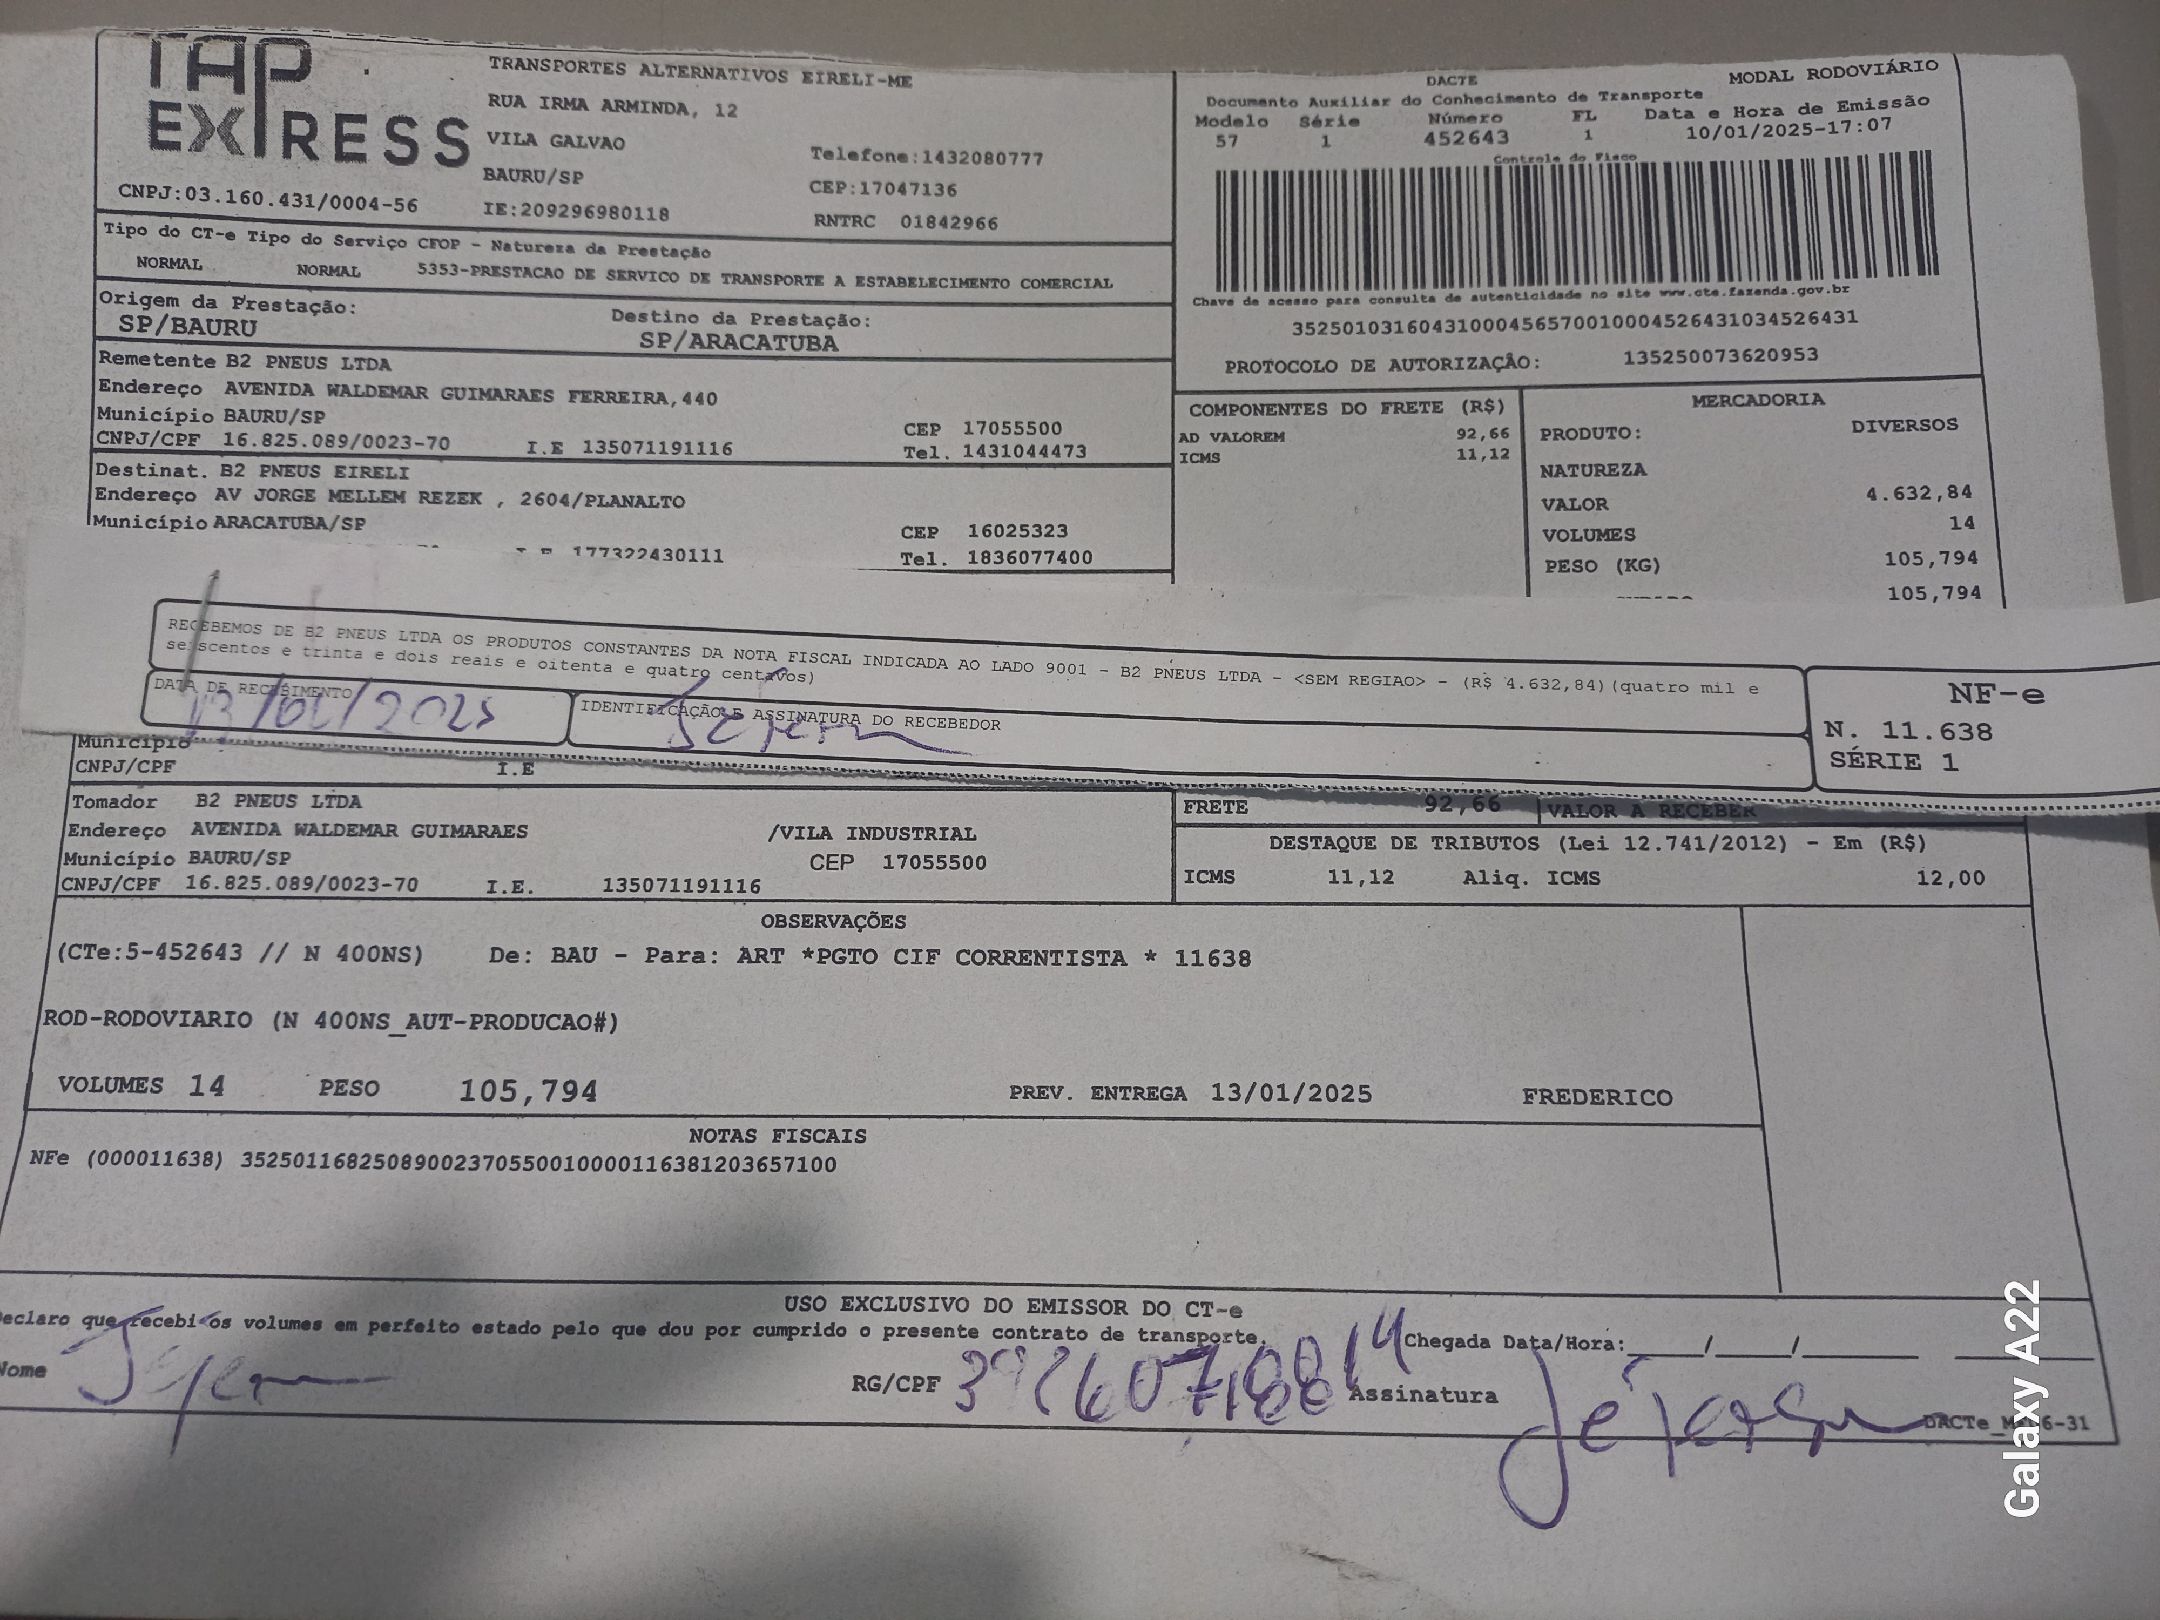 TAP
EXPRESS
CNPJ:03.160.431/0004-56
TRANSPORTES ALTERNATIVOS EIRELI-ME
RUA IRMA ARMINDA, 12
VILA GALVAO
BAURU/SP
IE:209296980118
Telefone:1432080777
CEP:17047136
RNTRC 01842966
DACTE
MODAL RODOVIÁRIO
Documento Auxiliar do Conhecimento de Transporte
Modelo Série Número FL Data e Hora de Emissão
57 1 452643 1 10/01/2025-17:07
Controle do Fisco
Chave de acesso para consulta de autenticidade no site www.cte.fazenda.gov.br
35250103160431000456570010004526431034526431
PROTOCOLO DE AUTORIZAÇÃO: 135250073620953
Tipo do CT-e Tipo do Serviço CFOP - Natureza da Prestação
NORMAL NORMAL 5353-PRESTACAO DE SERVICO DE TRANSPORTE A ESTABELECIMENTO COMERCIAL
Origem da Prestação: Destino da Prestação:
SP/BAURU SP/ARACATUBA
Remetente B2 PNEUS LTDA
Endereço AVENIDA WALDEMAR GUIMARAES FERREIRA,440
Município BAURU/SP CEP 17055500
CNPJ/CPF 16.825.089/0023-70 I.E 135071191116 Tel. 1431044473
Destinat. B2 PNEUS EIRELI
Endereço AV JORGE MELLEM REZEK , 2604/PLANALTO
Município ARACATUBA/SP CEP 16025323
177322430111 Tel. 1836077400
COMPONENTES DO FRETE (R$)
AD VALOREM 92,66
ICMS 11,12
MERCADORIA
PRODUTO: DIVERSOS
NATUREZA
VALOR 4.632,84
VOLUMES 14
PESO (KG) 105,794
105,794
RECEBEMOS DE B2 PNEUS LTDA OS PRODUTOS CONSTANTES DA NOTA FISCAL INDICADA AO LADO 9001 - B2 PNEUS LTDA - <SEM REGIAO> - (R$ 4.632,84)(quatro mil e
seiscentos e trinta e dois reais e oitenta e quatro centavos)
DATA DE RECEBIMENTO
13/01/2025
IDENTIFICAÇÃO E ASSINATURA DO RECEBEDOR
NF-e
N. 11.638
SÉRIE 1
Município
CNPJ/CPF I.E
Tomador B2 PNEUS LTDA
Endereço AVENIDA WALDEMAR GUIMARAES /VILA INDUSTRIAL
Município BAURU/SP CEP 17055500
CNPJ/CPF 16.825.089/0023-70 I.E. 135071191116
FRETE 92,66 VALOR A RECEBER
DESTAQUE DE TRIBUTOS (Lei 12.741/2012) - Em (R$)
ICMS 11,12 Aliq. ICMS 12,00
OBSERVAÇÕES
(CTe:5-452643 // N 400NS) De: BAU - Para: ART *PGTO CIF CORRENTISTA * 11638
ROD-RODOVIARIO (N 400NS_AUT-PRODUCAO#)
VOLUMES 14 PESO 105,794 PREV. ENTREGA 13/01/2025 FREDERICO
NOTAS FISCAIS
NFe (000011638) 35250116825089002370550010000116381203657100
USO EXCLUSIVO DO EMISSOR DO CT-e
Declaro que recebi os volumes em perfeito estado pelo que dou por cumprido o presente contrato de transporte.
Nome
RG/CPF
Chegada Data/Hora:____/____/______ ______
Assinatura
Galaxy A22